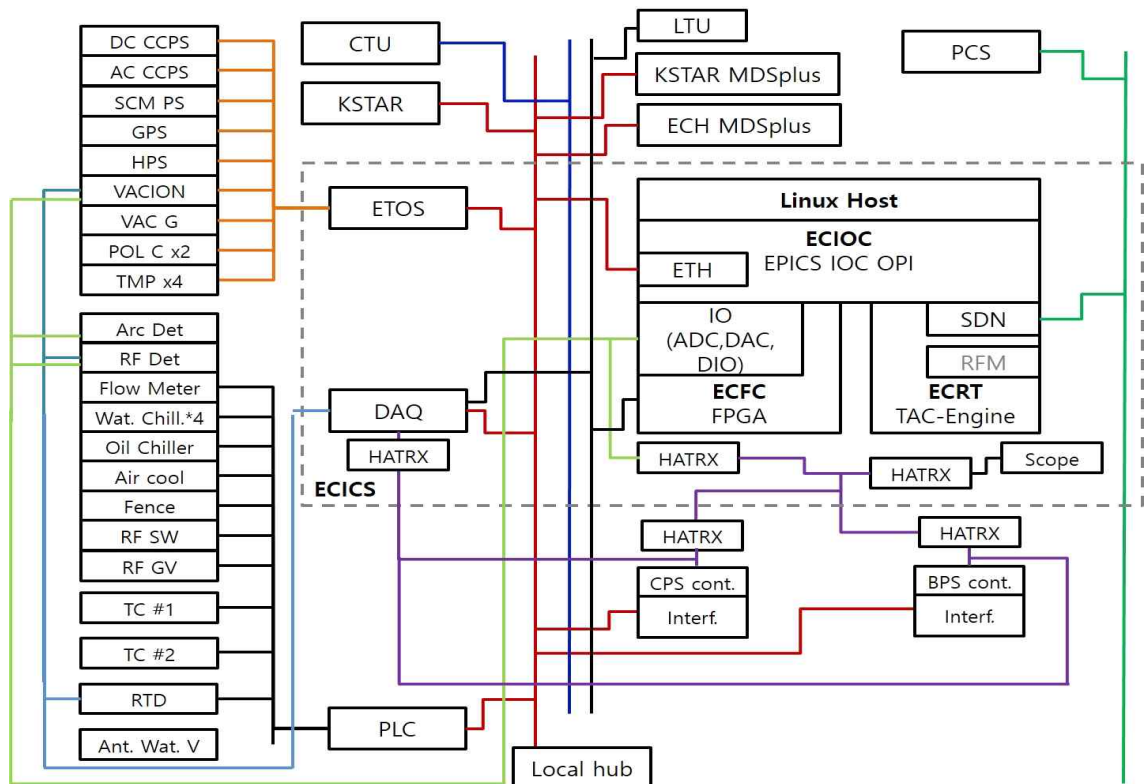 DC CCPS
AC CCPS
SCM PS
GPS
HPS
VACION
VAC G
POL C x2
TMP x4
Arc Det
RF Det
Flow Meter
Wat. Chill.*4
Oil Chiller
Air cool
Fence
RF SW
RF GV
TC #1
TC #2
RTD
Ant. Wat. V
CTU
KSTAR
ETOS
DAQ
HATRX
ECICS
PLC
Local hub
LTU
KSTAR MDSplus
ECH MDSplus
PCS
Linux Host
ECIOC
EPICS IOC OPI
ETH
IO
(ADC,DAC,
DIO)
ECFC
FPGA
SDN
RFM
ECRT
TAC-Engine
HATRX
HATRX
Scope
HATRX
CPS cont.
Interf.
HATRX
BPS cont.
Interf.